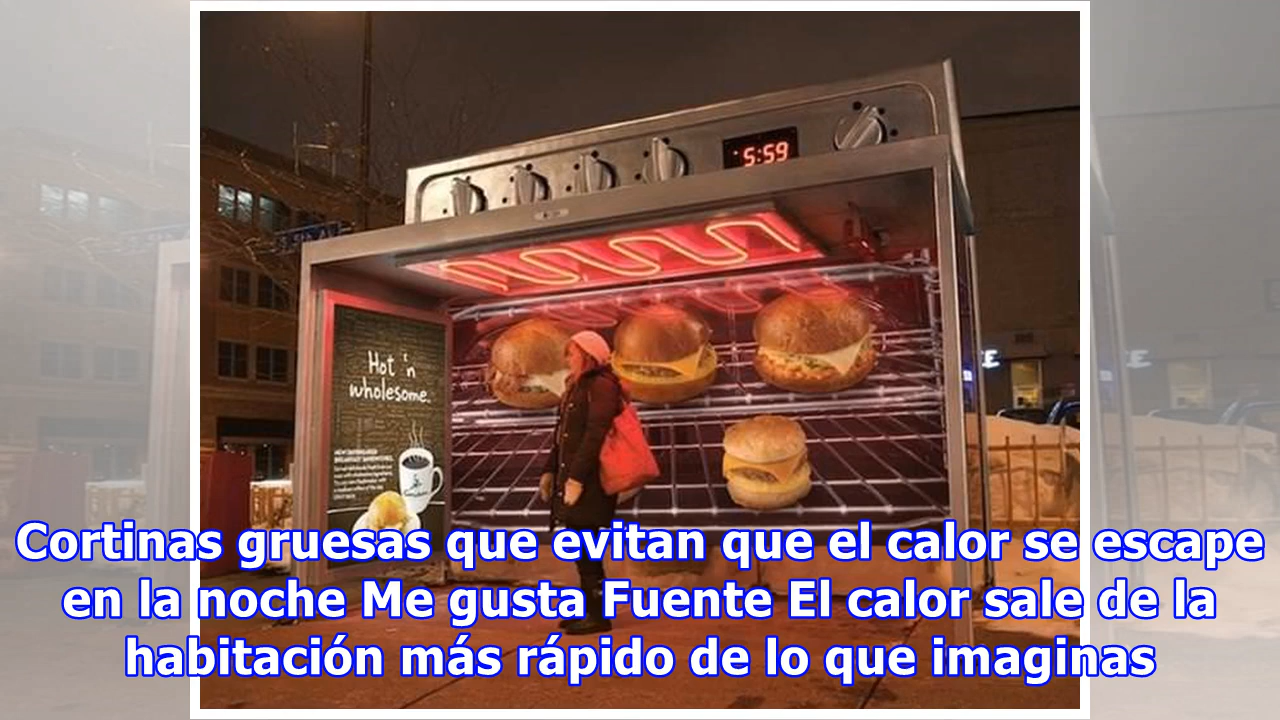 5:59
Hot 'n
wholesome.
Cortinas gruesas que evitan que el calor se escape
en la noche Me gusta Fuente El calor sale de la
habitación más rápido de lo que imaginas